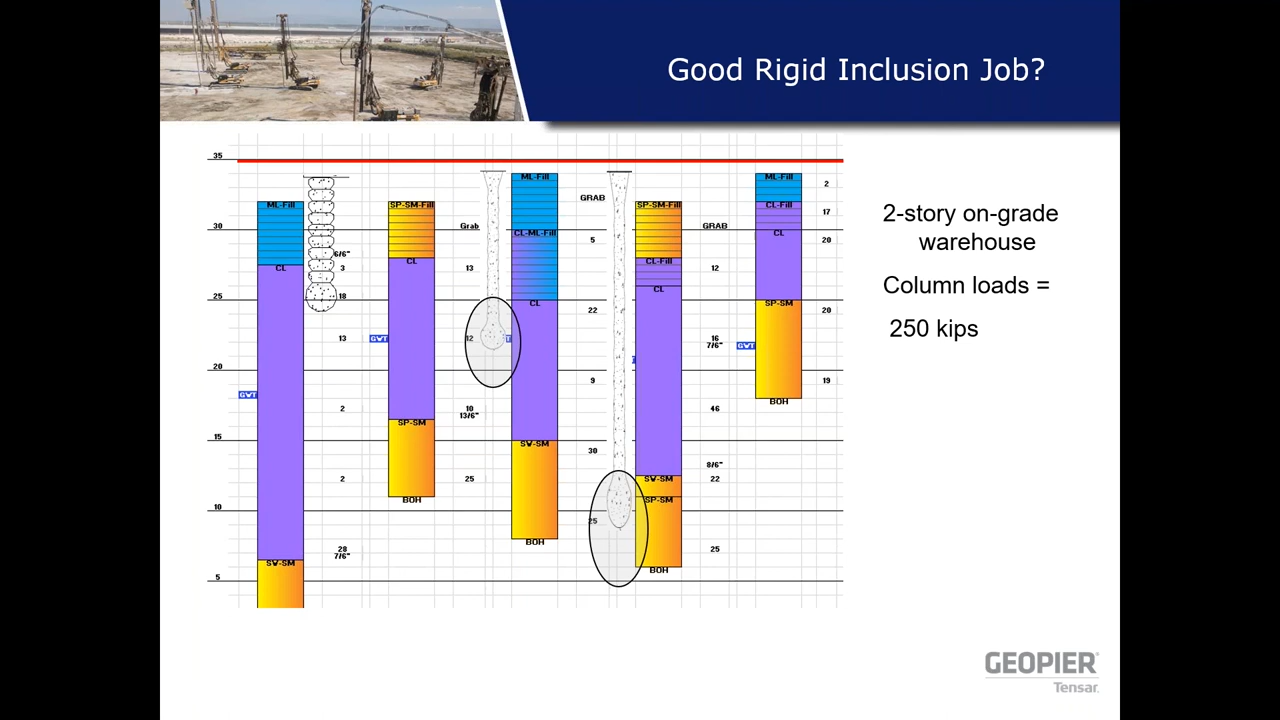 Good Rigid Inclusion Job?
35
ML-Fill
ML-Fill
2
GRAB
SP-SM-Fill
SP-SM-Fill
CL-Fill
17
30
Grab
CL-ML-Fill
GRAB
CL
5
20
6/6"
CL
CL-Fill
CL
3
13
12
25
18
CL
CL
SP-SM
22
20
13
GWT
12
16
7/6"
GWT
20
9
19
GWT
BOH
2
SP-SM
10
13/6"
46
15
SW-SM
30
8/6"
2
25
SW-SM
22
BOH
SP-SM
10
25
28
7/6"
BOH
25
SW-SM
BOH
5
2-story on-grade
warehouse
Column loads =
250 kips
GEOPIER
Tensar